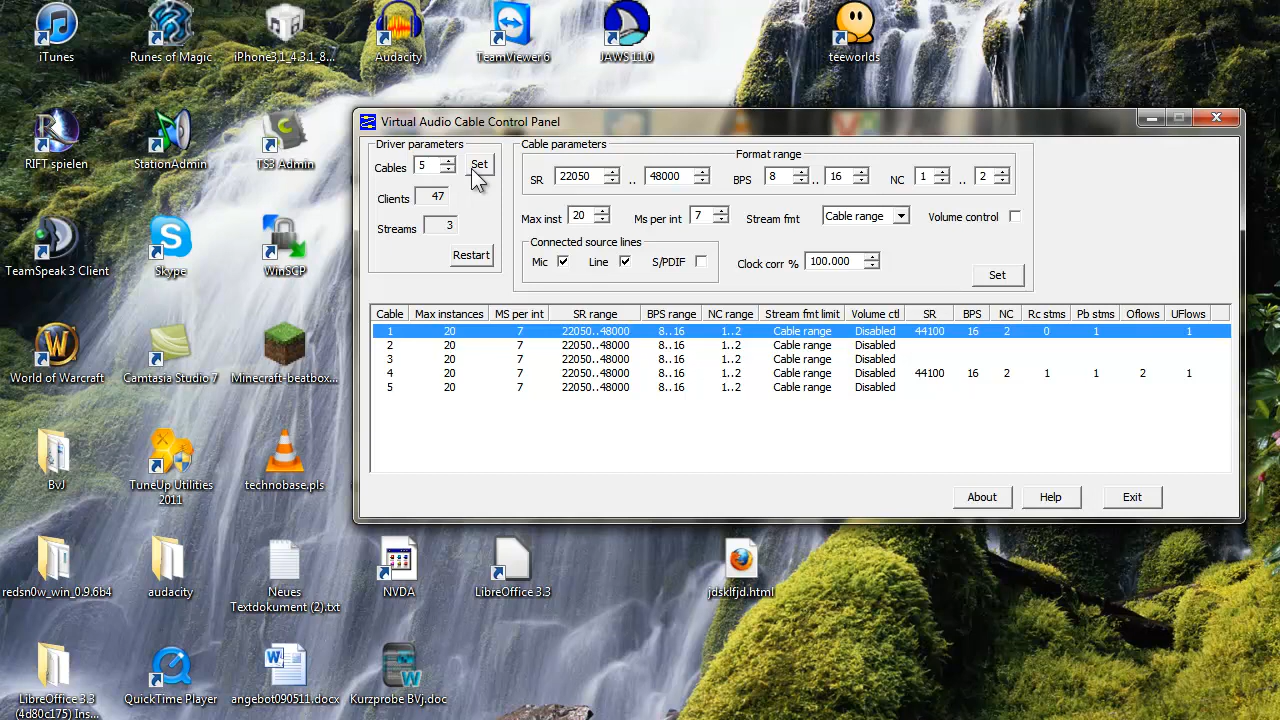 iTunes
Runes of Magic
iPhone3,1_4.3.1_8...
Audacity
TeamViewer 6
JAWS 11.0
teeworlds
RIFT spielen
StationAdmin
TS3 Admin
TeamSpeak 3 Client
Skype
WinSCP
World of Warcraft
Camtasia Studio 7
Minecraft-beatbox...
BvJ
TuneUp Utilities
2011
technobase.pls
redsn0w_win_0.9.6b4
audacity
Neues
Textdokument (2).txt
NVDA
LibreOffice 3.3
jdsklfjd.html
LibreOffice 3.3
(4d80c175) Ins...
QuickTime Player
angebot090511.docx
Kurzprobe BVj.doc
Virtual Audio Cable Control Panel
Driver parameters
Cables 5 Set
Clients 47
Streams 3
Restart
Cable parameters
Format range
SR 22050 .. 48000 BPS 8 .. 16 NC 1 .. 2
Max inst 20 Ms per int 7 Stream fmt Cable range Volume control
Connected source lines
Mic Line S/PDIF Clock corr % 100.000
Set
Cable Max instances MS per int SR range BPS range NC range Stream fmt limit Volume ctl SR BPS NC Rc stms Pb stms Oflows UFlows
1 20 7 22050..48000 8..16 1..2 Cable range Disabled 44100 16 2 0 1 1
2 20 7 22050..48000 8..16 1..2 Cable range Disabled
3 20 7 22050..48000 8..16 1..2 Cable range Disabled
4 20 7 22050..48000 8..16 1..2 Cable range Disabled 44100 16 2 1 1 2 1
5 20 7 22050..48000 8..16 1..2 Cable range Disabled
About Help Exit